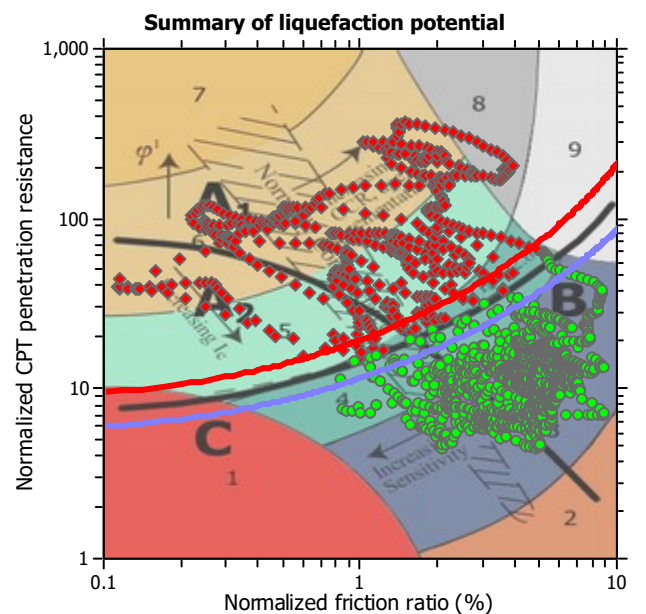 Summary of liquefaction potential
Normalized CPT penetration resistance
1,000
100
10
1
7
8
9
φ'
A1
6
A2
5
B
4
C
Increasing
Sensitivity
1
2
0.1
1
10
Normalized friction ratio (%)